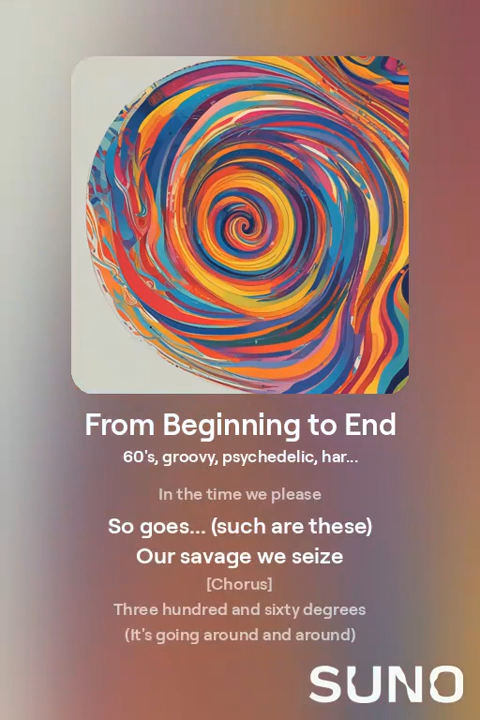 From Beginning to End
60's, groovy, psychedelic, har...
In the time we please
So goes... (such are these)
Our savage we seize
[Chorus]
Three hundred and sixty degrees
(It's going around and around)
SUNO